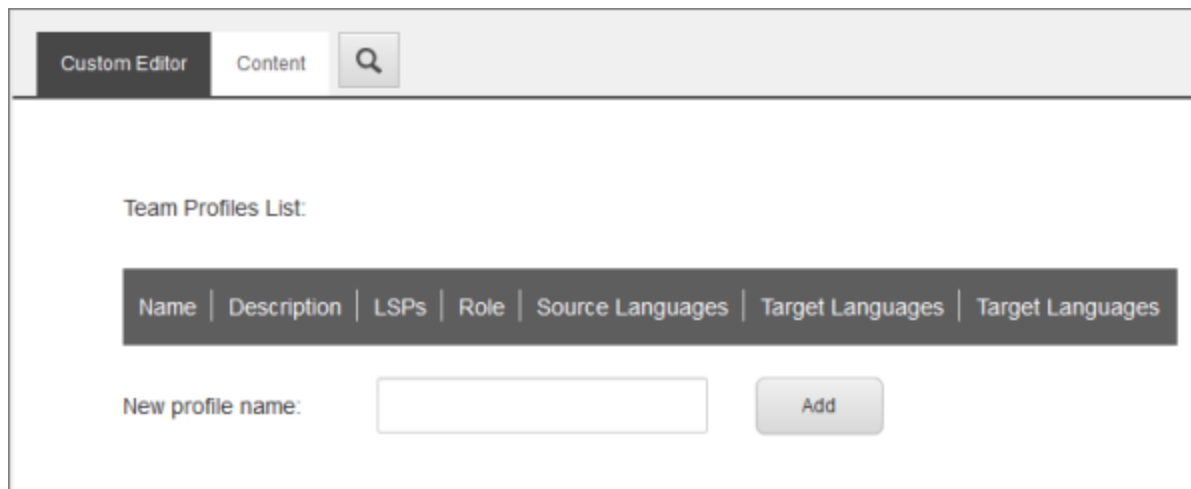 Custom Editor Content
Team Profiles List:
Name Description LSPs Role Source Languages Target Languages Target Languages
New profile name: Add